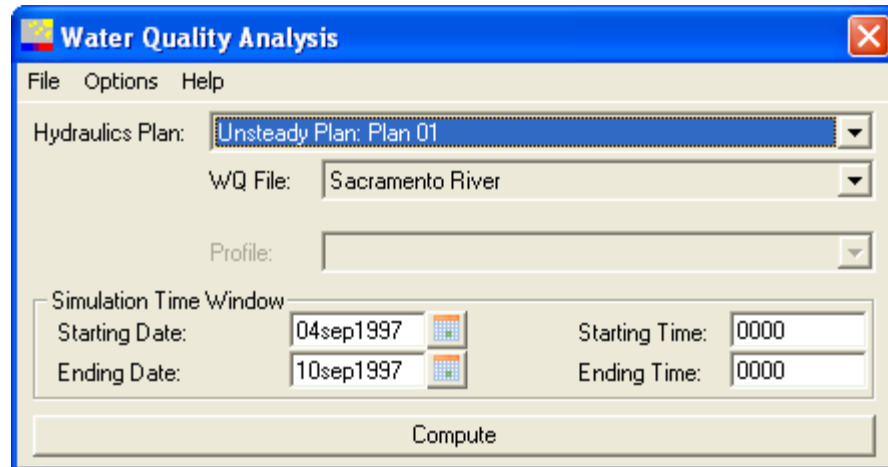 Water Quality Analysis
File Options Help
Hydraulics Plan: Unsteady Plan: Plan 01
WQ File: Sacramento River
Profile:
Simulation Time Window
Starting Date: 04sep1997 Starting Time: 0000
Ending Date: 10sep1997 Ending Time: 0000
Compute